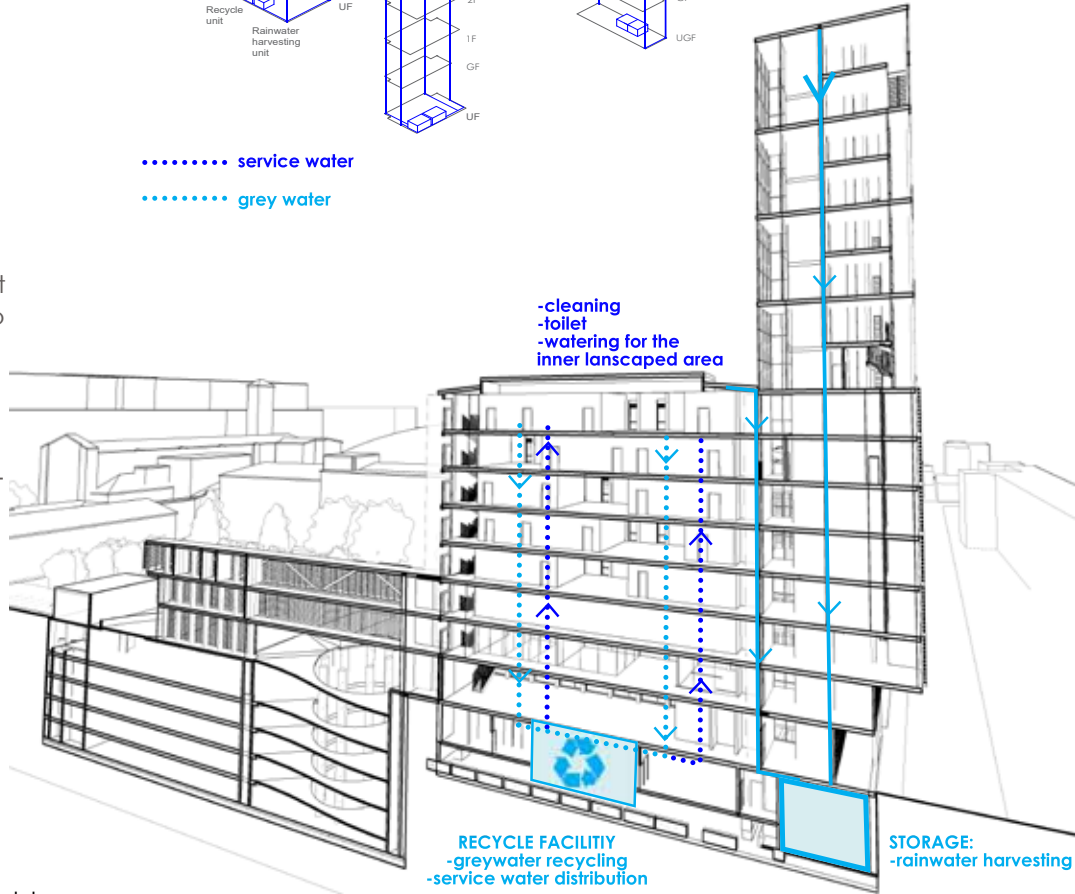 Recycle
unit
UF
Rainwater
harvesting
unit
2F
1F
GF
UF
UGF
service water
grey water
-cleaning
-toilet
-watering for the
inner lanscaped area
RECYCLE FACILITIY
-greywater recycling
-service water distribution
STORAGE:
-rainwater harvesting